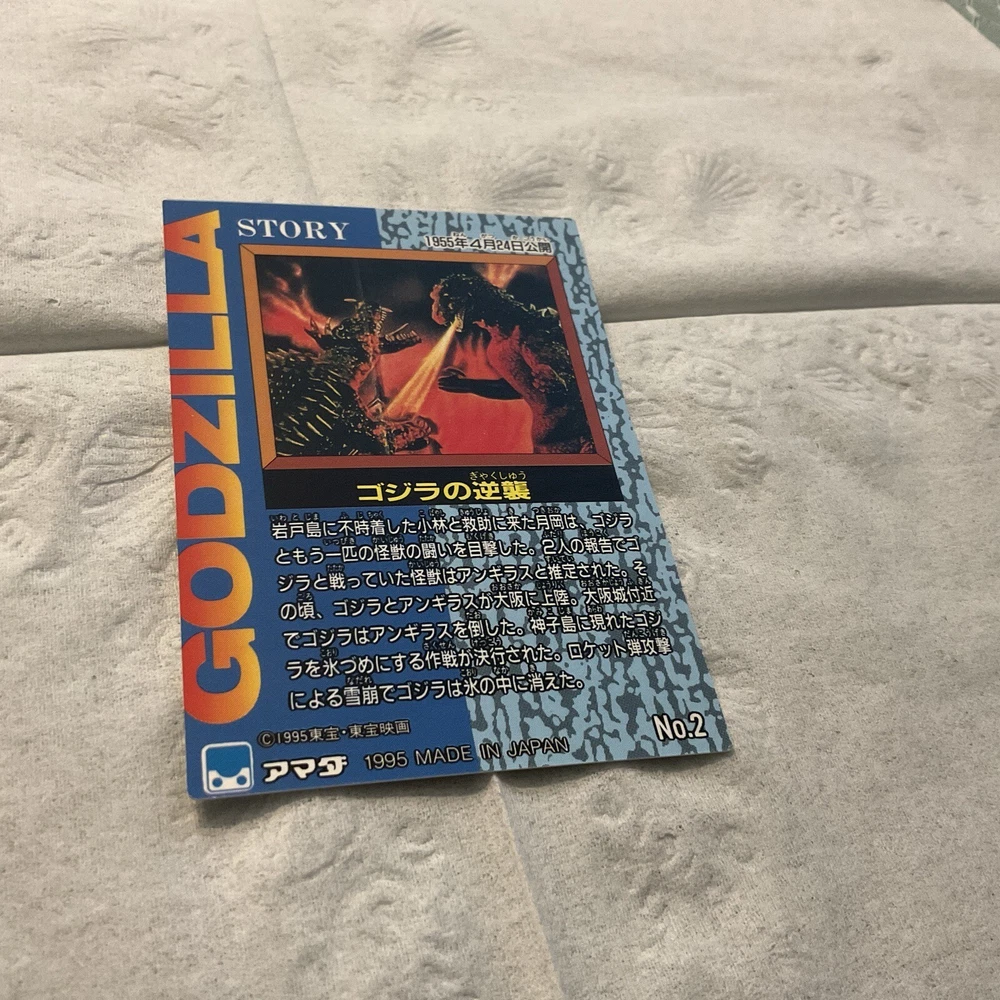 GODZILLA
STORY
1955年4月24日公開
ぎゃくしゅう
ゴジラの逆襲
岩戸島に不時着した小林と救助に来た月岡は、ゴジラ
ともう一匹の怪獣の闘いを目撃した。2人の報告でゴ
ジラと戦っていた怪獣はアンギラスと推定された。そ
の頃、ゴジラとアンギラスが大阪に上陸。大阪城付近
でゴジラはアンギラスを倒した。神子島に現れたゴジ
ラを氷づめにする作戦が決行された。ロケット弾攻撃
による雪崩でゴジラは氷の中に消えた。
©1995東宝・東宝映画
No.2
アマダ 1995 MADE IN JAPAN